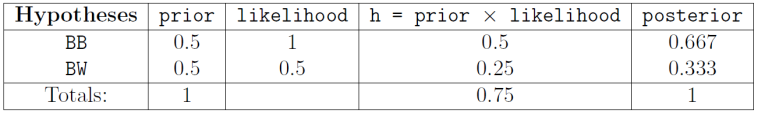 Hypotheses prior likelihood h = prior × likelihood posterior
BB 0.5 1 0.5 0.667
BW 0.5 0.5 0.25 0.333
Totals: 1 0.75 1